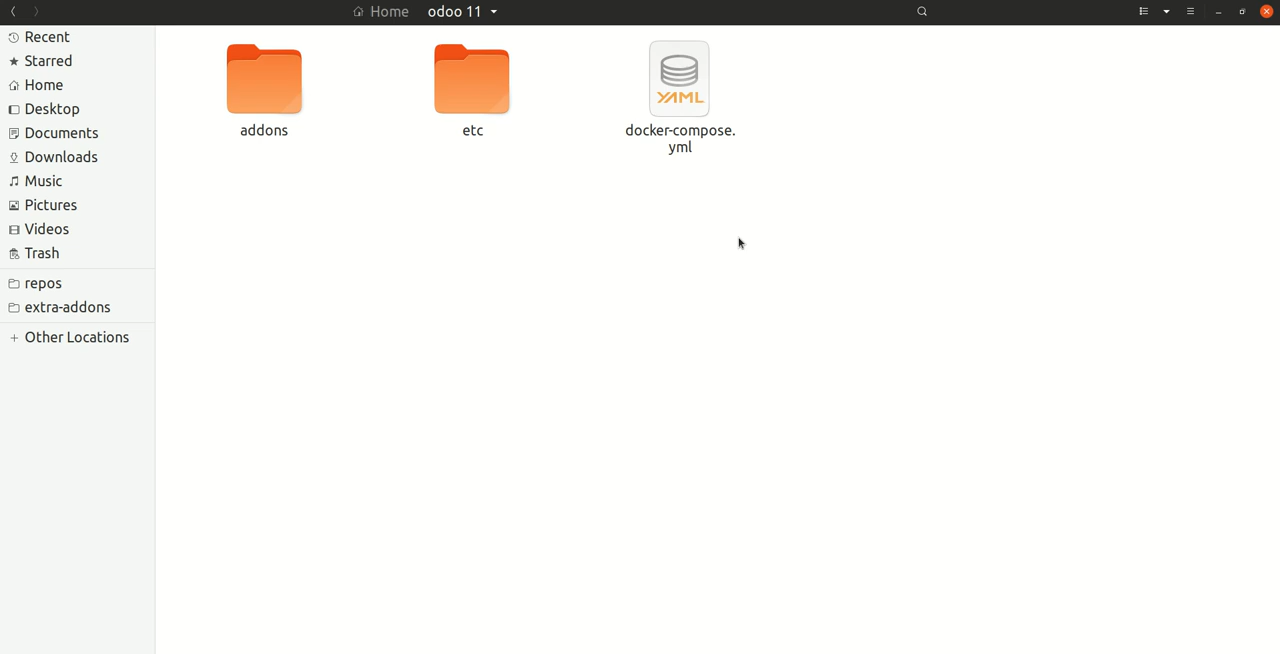 Home odoo 11
Recent
Starred
Home
Desktop
Documents
Downloads
Music
Pictures
Videos
Trash
repos
extra-addons
Other Locations
addons
etc
YAML
docker-compose.
yml